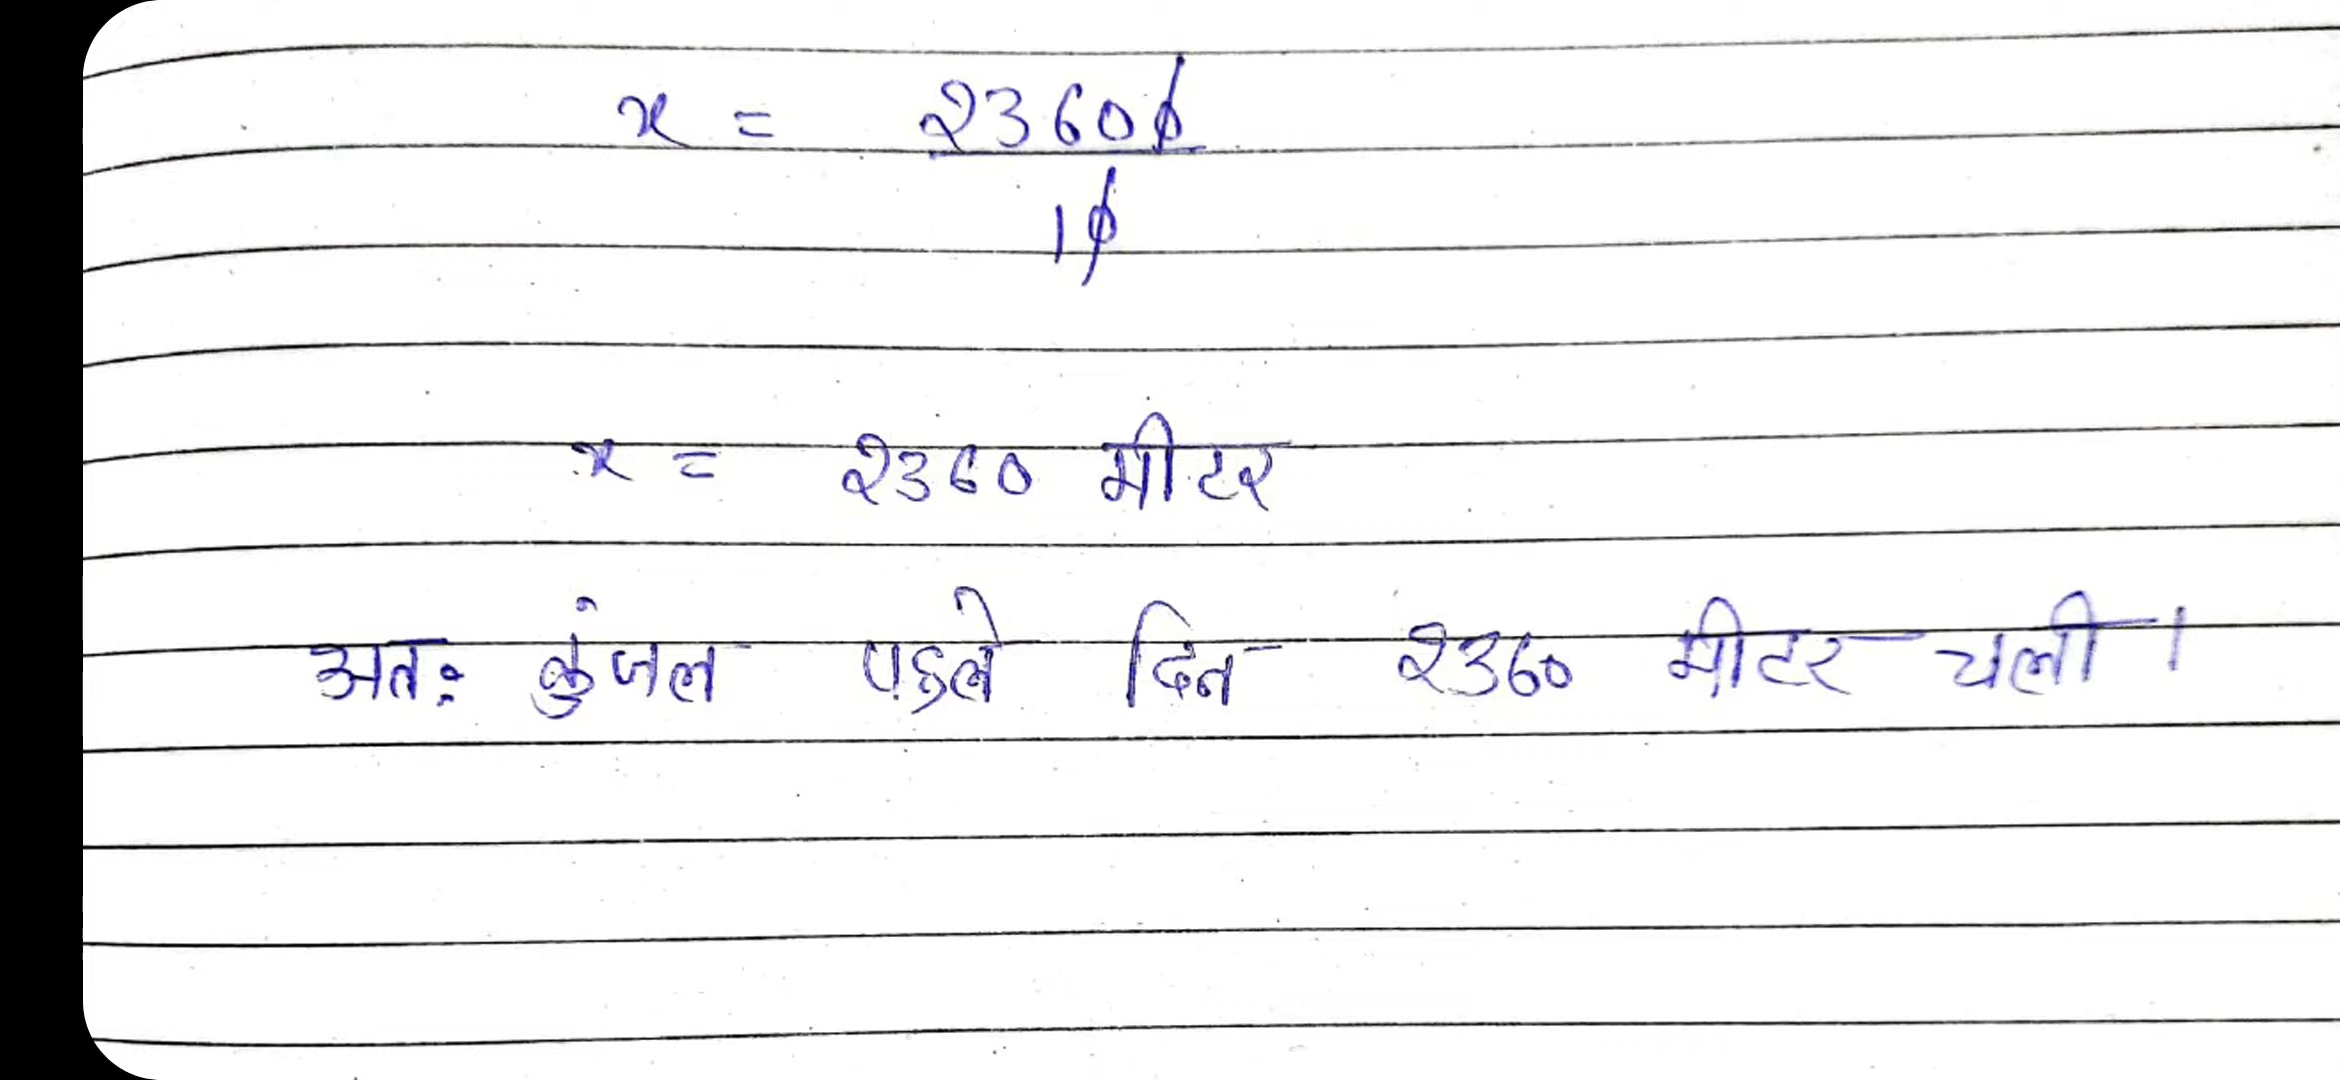 x = 23600
10
x = 2360 मीटर
अतः कुंजल पहले दिन 2360 मीटर चली ।